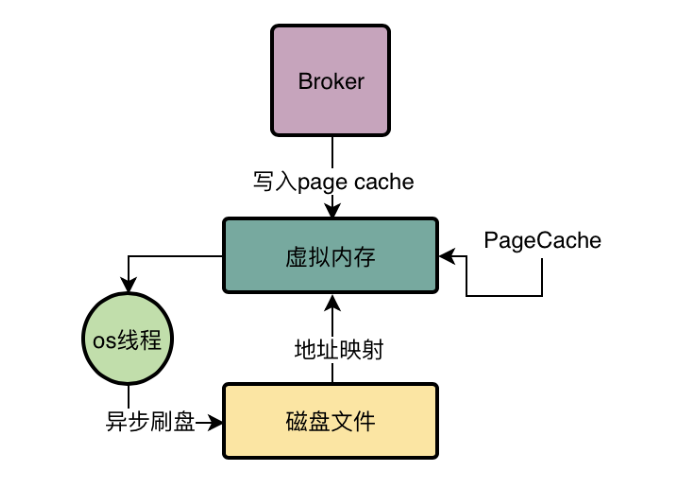 Broker
写入page cache
PageCache
虚拟内存
os线程
地址映射
异步刷盘
磁盘文件